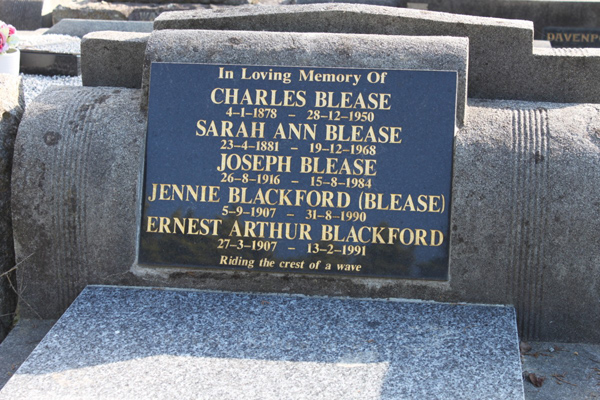 DAVENPO
In Loving Memory Of
CHARLES BLEASE
4-1-1878 - 28-12-1950
SARAH ANN BLEASE
23-4-1881 - 19-12-1968
JOSEPH BLEASE
26-8-1916 - 15-8-1984
JENNIE BLACKFORD (BLEASE)
5-9-1907 - 31-8-1990
ERNEST ARTHUR BLACKFORD
27-3-1907 - 13-2-1991
Riding the crest of a wave